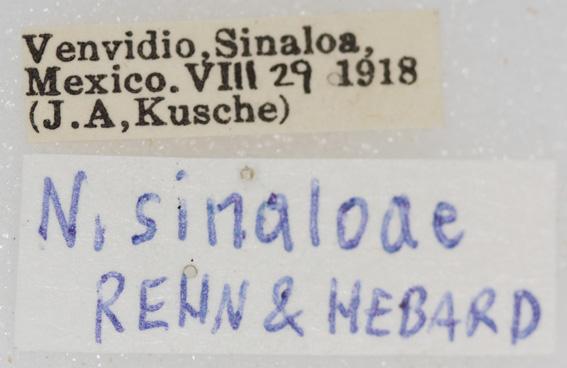 Venvidio, Sinaloa,
Mexico. VIII 29 1918
(J.A, Kusche)
N. sinaloae
REHN & HEBARD